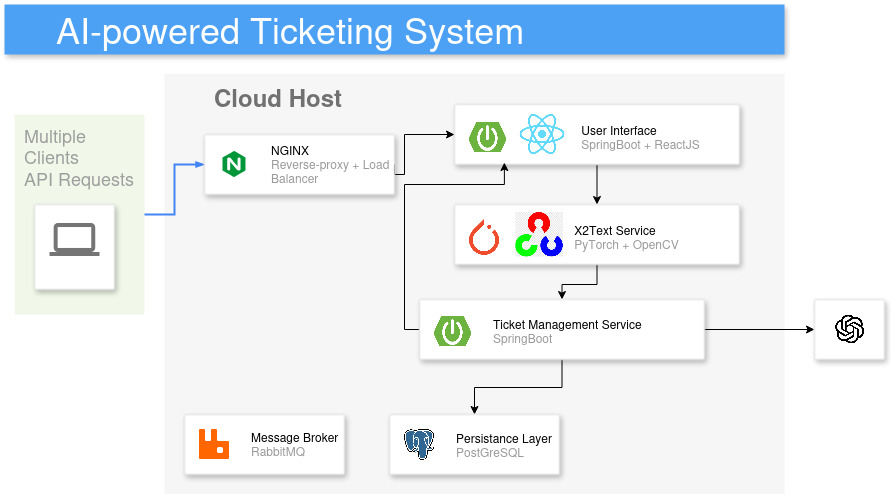 AI-powered Ticketing System
Cloud Host
Multiple
Clients
API Requests
NGINX
Reverse-proxy + Load
Balancer
User Interface
SpringBoot + ReactJS
X2Text Service
PyTorch + OpenCV
Ticket Management Service
SpringBoot
Message Broker
RabbitMQ
Persistance Layer
PostGreSQL